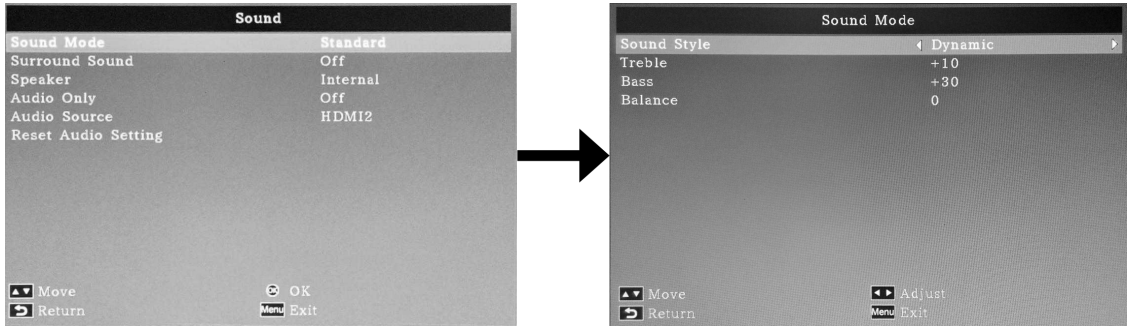 Sound
Sound Mode Standard
Surround Sound Off
Speaker Internal
Audio Only Off
Audio Source HDMI2
Reset Audio Setting
Move OK
Return Menu Exit
Sound Mode
Sound Style Dynamic
Treble +10
Bass +30
Balance 0
Move Adjust
Return Menu Exit